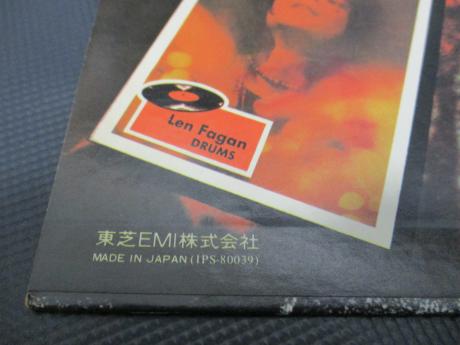 Len Fagan
DRUMS
東芝EMI株式会社
MADE IN JAPAN (IPS-80039)